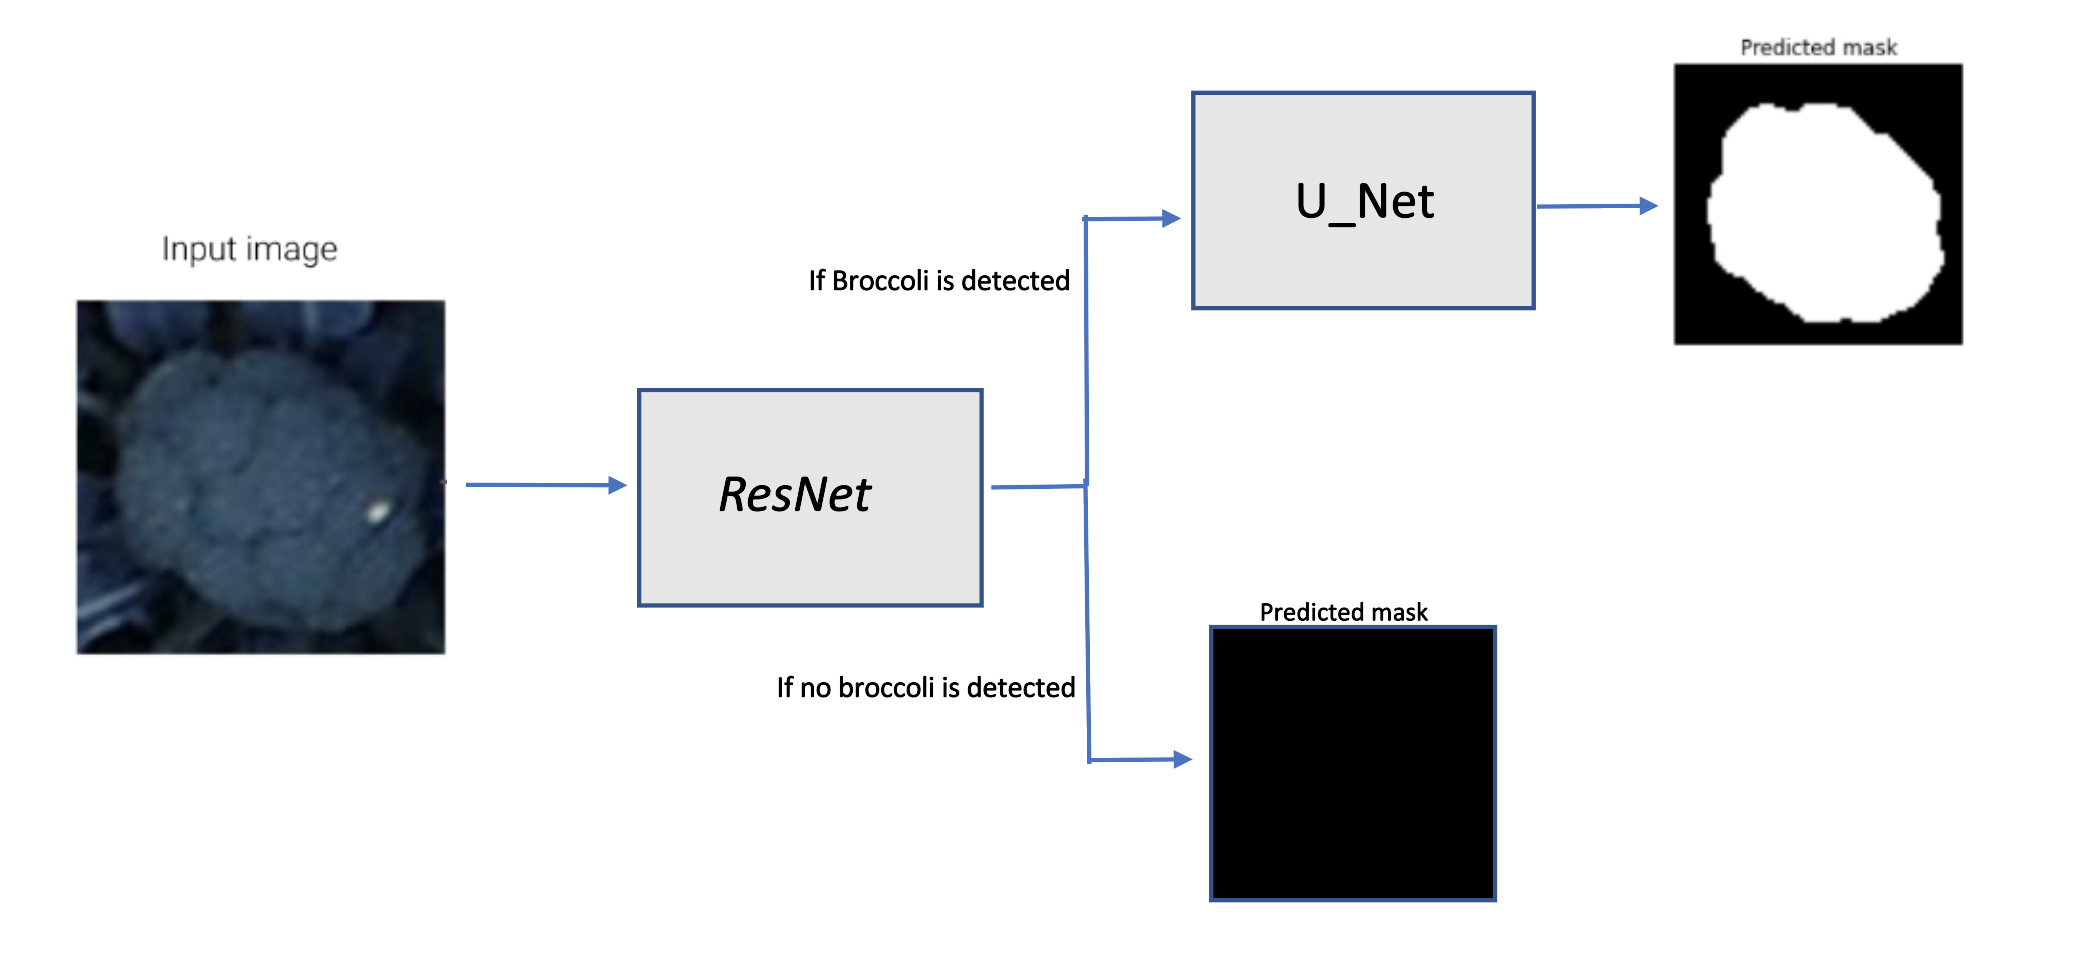 Input image
ResNet
If Broccoli is detected
U_Net
Predicted mask
If no broccoli is detected
Predicted mask